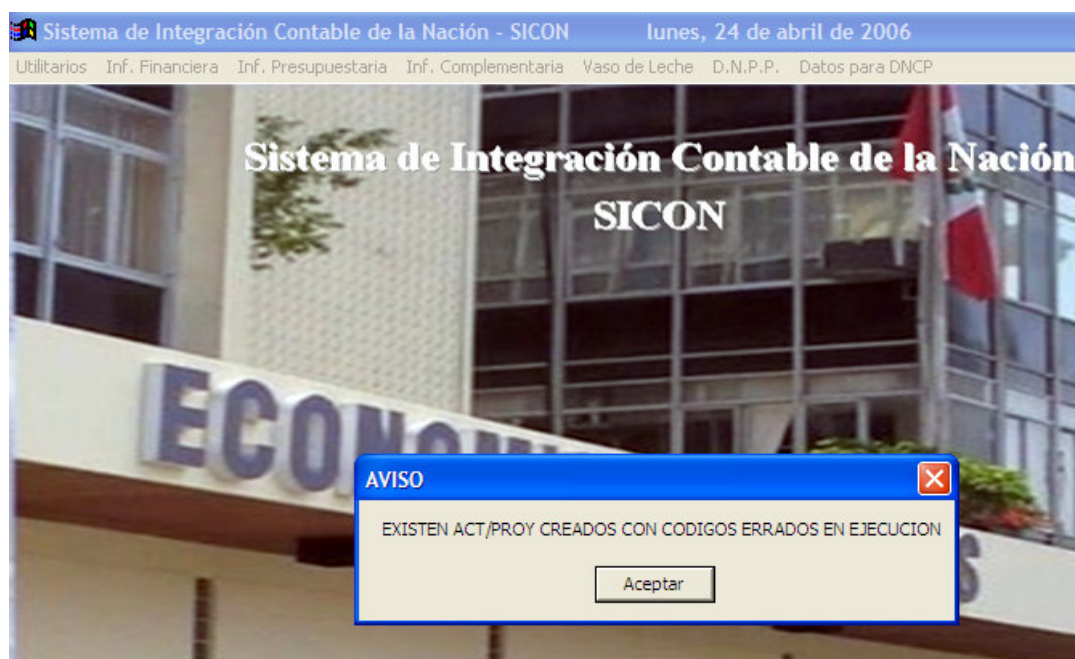 Sistema de Integración Contable de la Nación - SICON lunes, 24 de abril de 2006
Utilitarios Inf. Financiera Inf. Presupuestaria Inf. Complementaria Vaso de Leche D.N.P.P. Datos para DNCP
Sistema de Integración Contable de la Nación
SICON
AVISO
EXISTEN ACT/PROY CREADOS CON CODIGOS ERRADOS EN EJECUCION
Aceptar